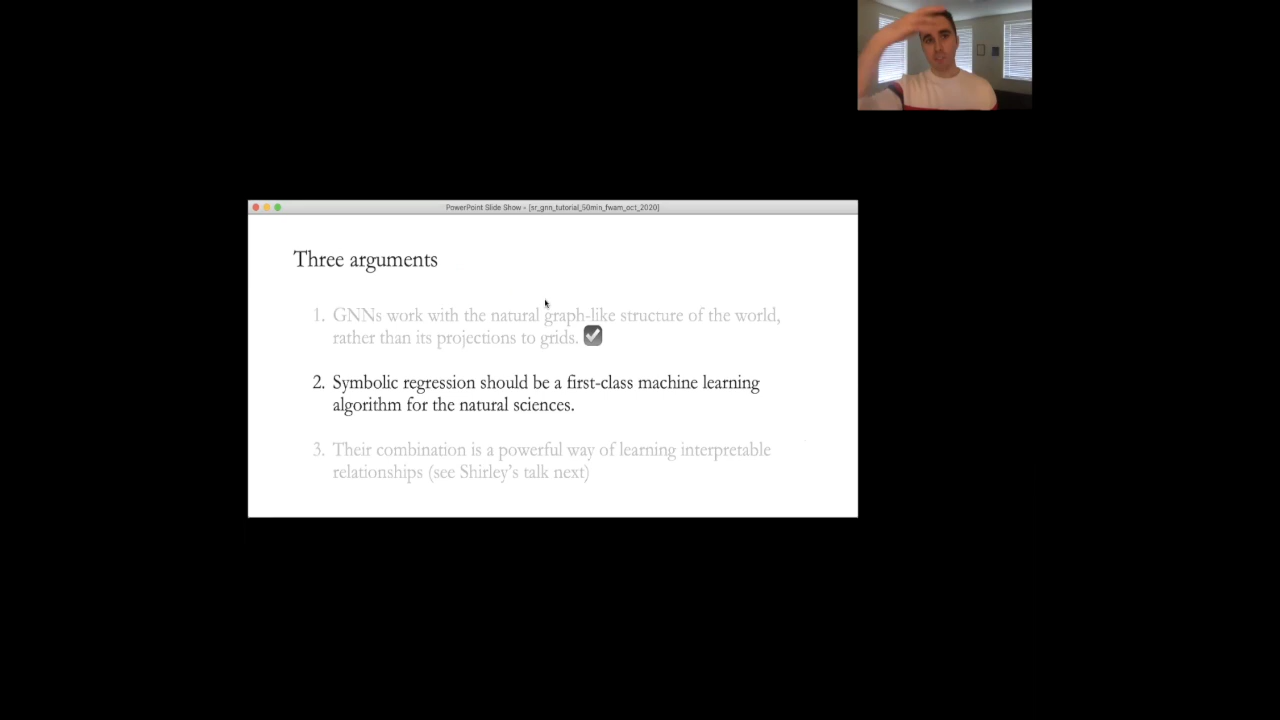 PowerPoint Slide Show - [sr_gnn_tutorial_50min_fwam_oct_2020]
Three arguments
1. GNNs work with the natural graph-like structure of the world,
rather than its projections to grids.
2. Symbolic regression should be a first-class machine learning
algorithm for the natural sciences.
3. Their combination is a powerful way of learning interpretable
relationships (see Shirley’s talk next)